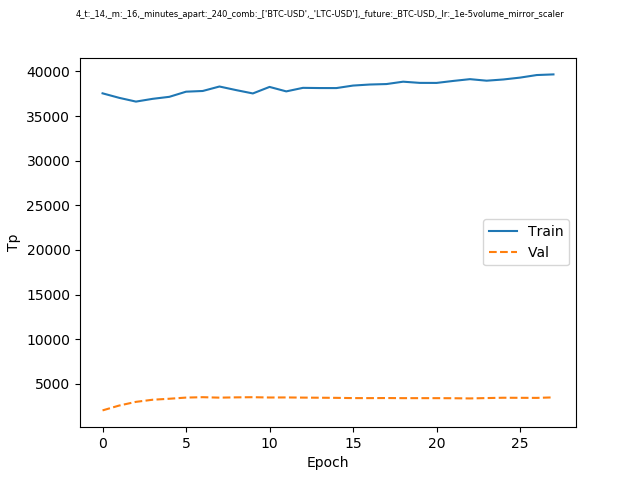 4_t:_14,_m:_16,_minutes_apart:_240_comb:_['BTC-USD',_'LTC-USD'],_future:_BTC-USD,_lr:_1e-5volume_mirror_scaler
40000
35000
30000
25000
20000
15000
10000
5000
Tp
Train
Val
0 5 10 15 20 25
Epoch